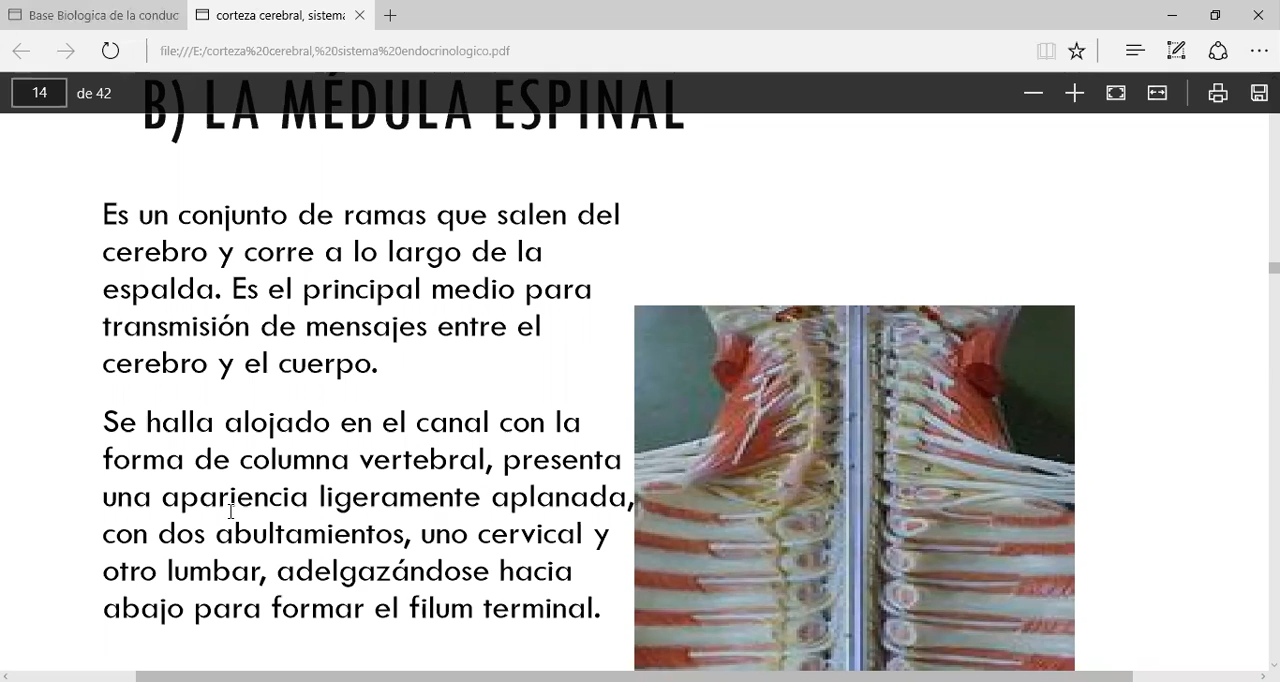 Base Biologica de la conduc
corteza cerebral, sistema
file:///E:/corteza%20cerebral,%20sistema%20endocrinologico.pdf
14 de 42
B) LA MÉDULA ESPINAL
Es un conjunto de ramas que salen del
cerebro y corre a lo largo de la
espalda. Es el principal medio para
transmisión de mensajes entre el
cerebro y el cuerpo.
Se halla alojado en el canal con la
forma de columna vertebral, presenta
una apariencia ligeramente aplanada,
con dos abultamientos, uno cervical y
otro lumbar, adelgazándose hacia
abajo para formar el filum terminal.